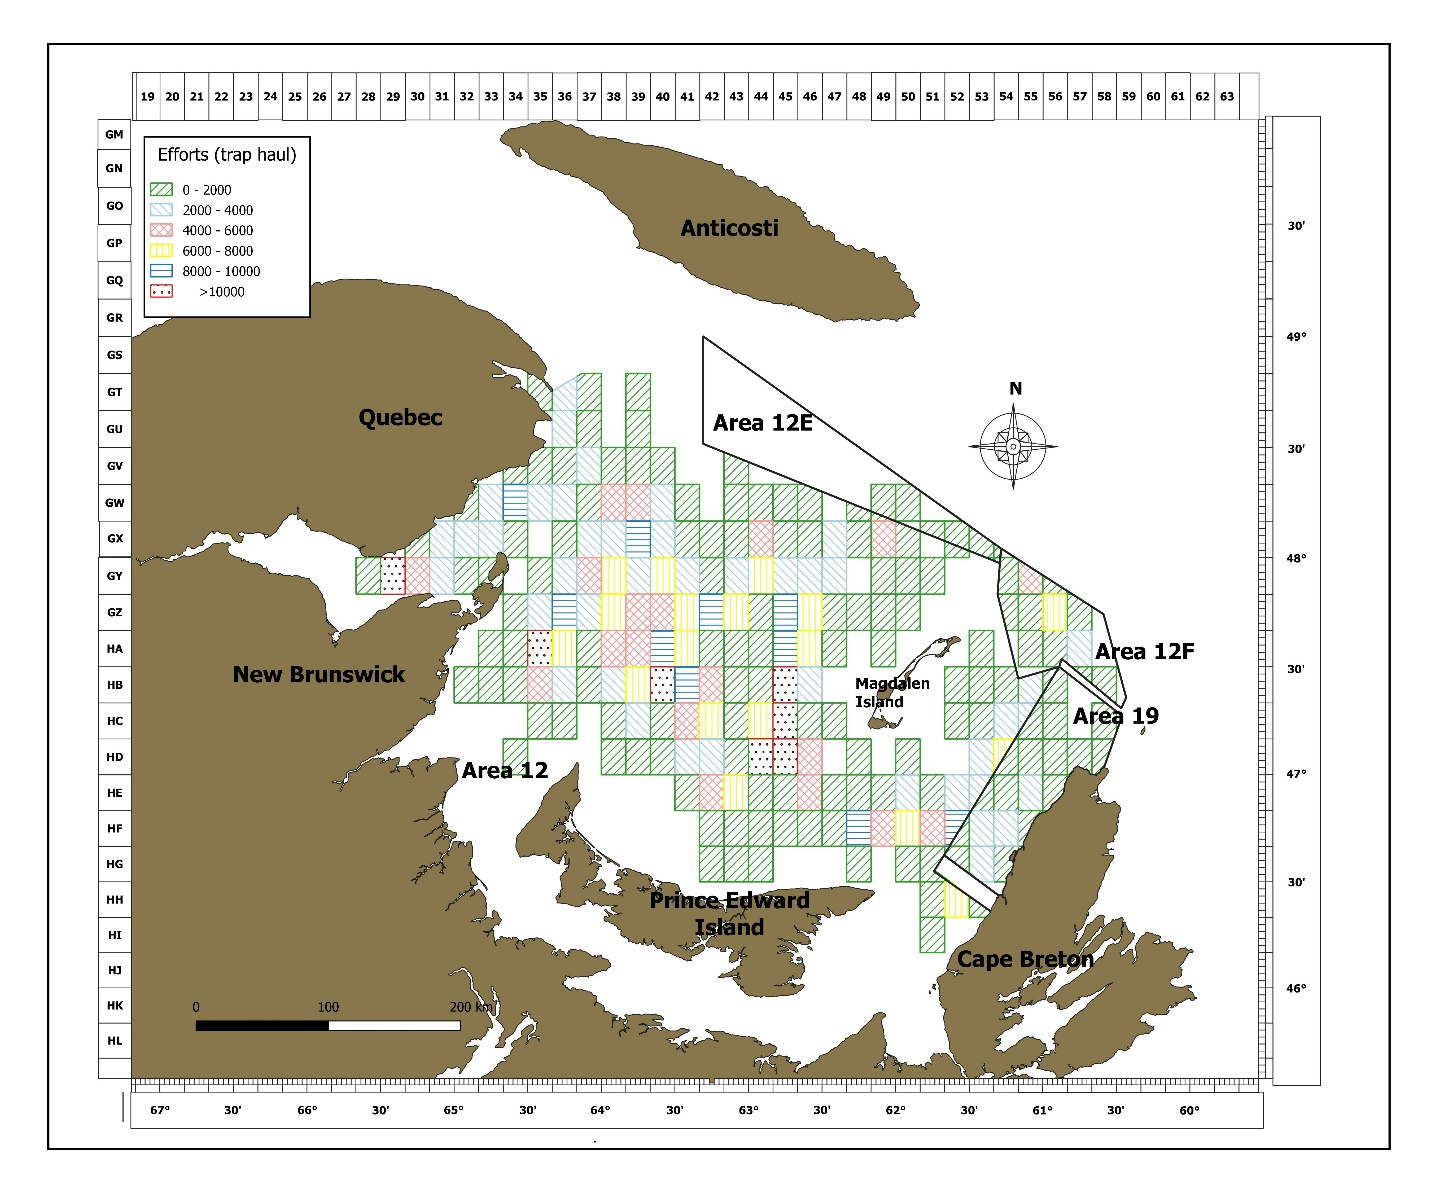 19 20 21 22 23 24 25 26 27 28 29 30 31 32 33 34 35 36 37 38 39 40 41 42 43 44 45 46 47 48 49 50 51 52 53 54 55 56 57 58 59 60 61 62 63
GM
GN
GO
GP
GQ
GR
GS
GT
GU
GV
GW
GX
GY
GZ
HA
HB
HC
HD
HE
HF
HG
HH
HI
HJ
HK
HL
Efforts (trap haul)
0 - 2000
2000 - 4000
4000 - 6000
6000 - 8000
8000 - 10000
>10000
Anticosti
Quebec
Area 12E
N
New Brunswick
Area 12F
Magdalen
Island
Area 19
Area 12
Prince Edward
Island
Cape Breton
0 100 200 km
30'
49°
30'
48°
30'
47°
30'
46°
67° 30' 66° 30' 65° 30' 64° 30' 63° 30' 62° 30' 61° 30' 60°